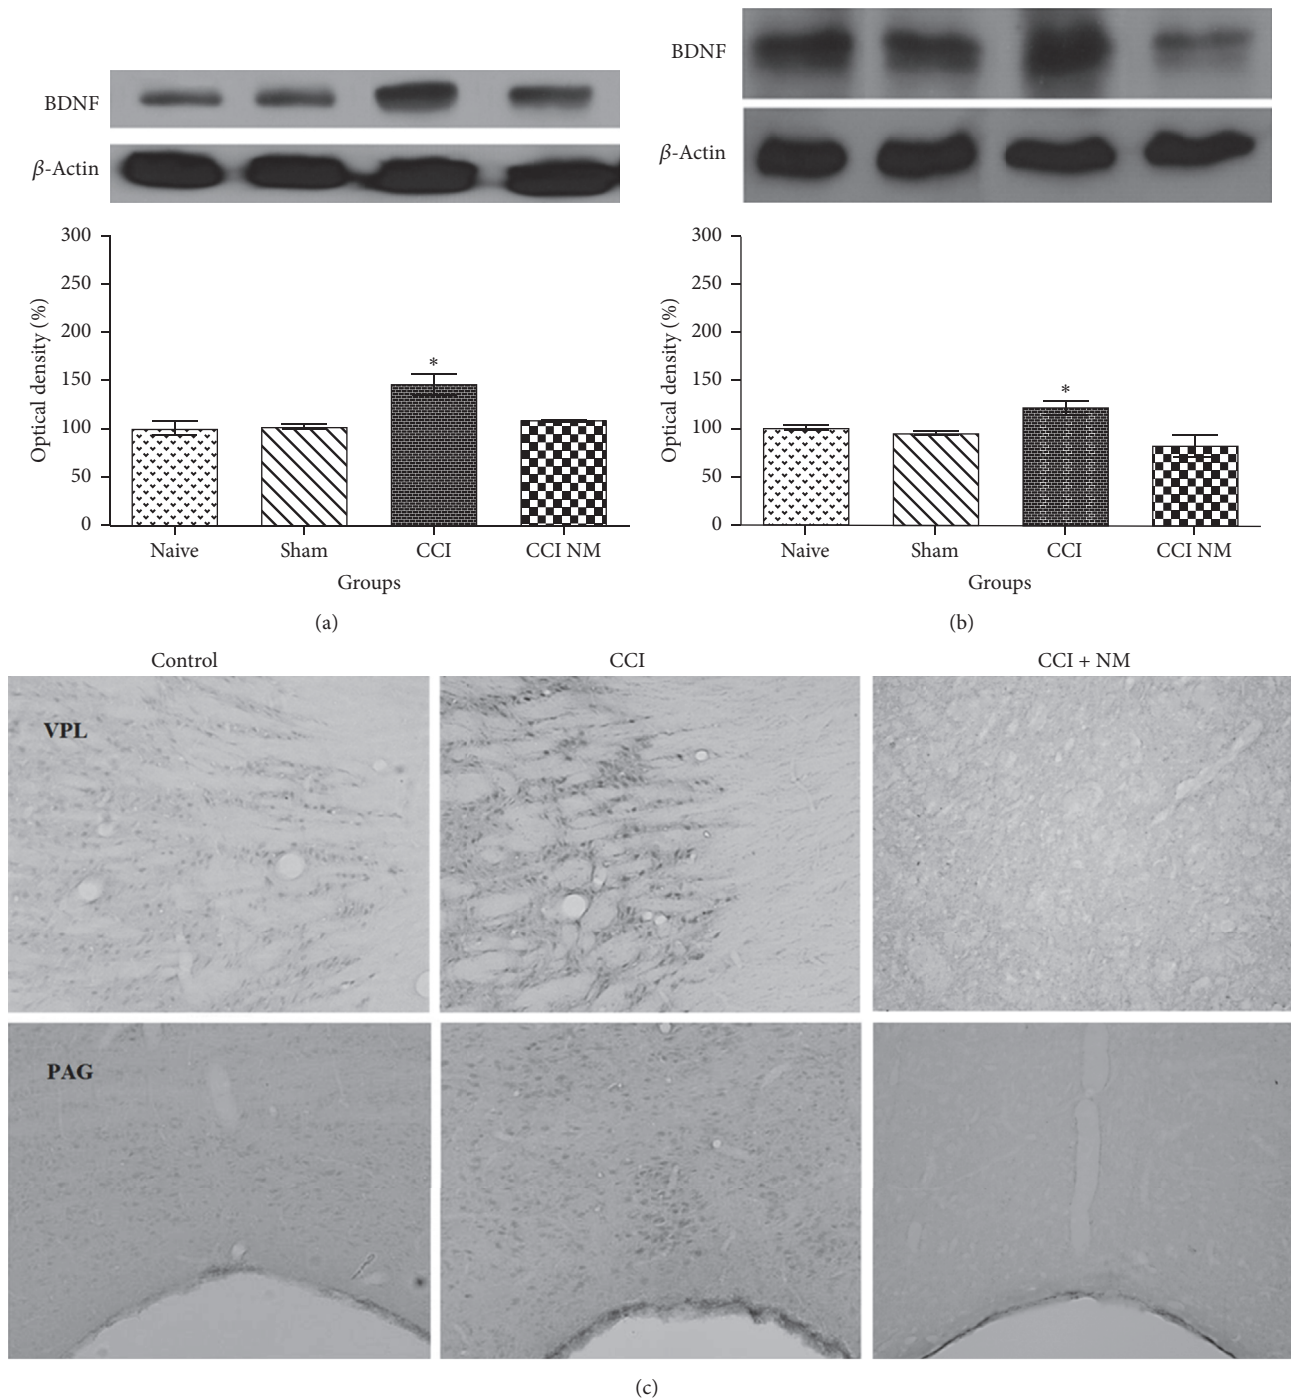 BDNF
β-Actin
300
250
200
150
100
50
0
Optical density (%)
*
Naive Sham CCI CCI NM
Groups
(a)
BDNF
β-Actin
300
250
200
150
100
50
0
Optical density (%)
*
Naive Sham CCI CCI NM
Groups
(b)
Control CCI CCI + NM
VPL
PAG
(c)